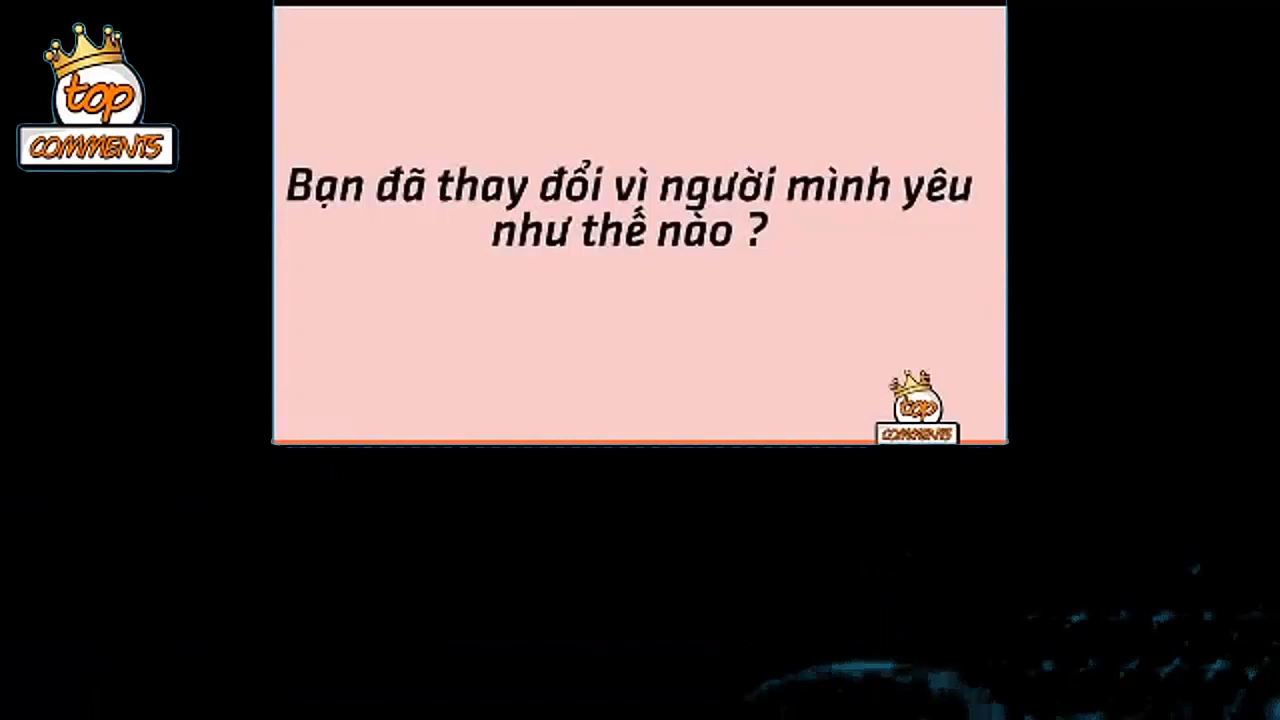 top
COMMENTS
Bạn đã thay đổi vì người mình yêu
như thế nào ?
top
COMMENTS